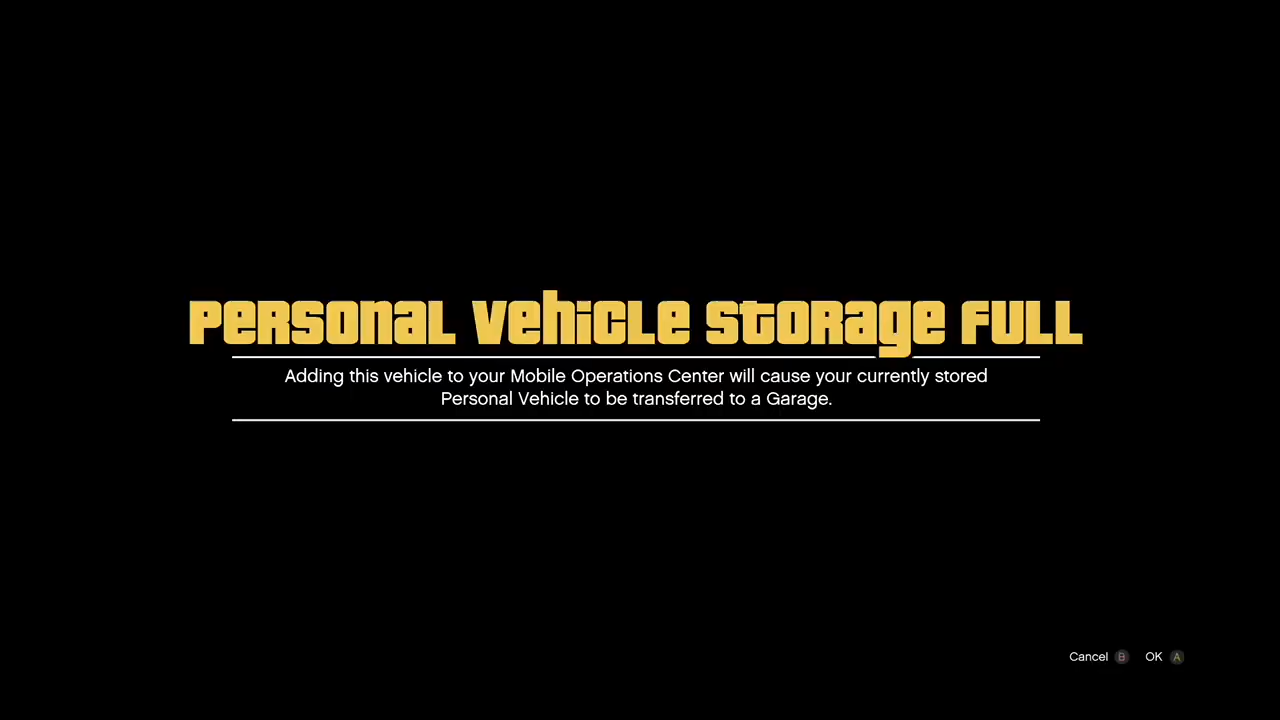 Personal Vehicle Storage Full
Adding this vehicle to your Mobile Operations Center will cause your currently stored
Personal Vehicle to be transferred to a Garage.
Cancel B OK A